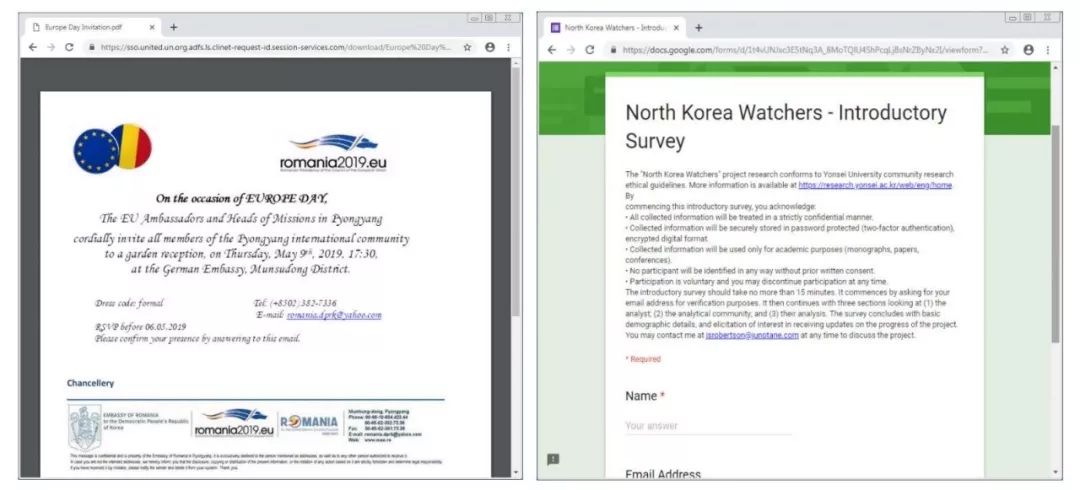 Europe Day Invitation.pdf
https://sso.united.un.org.adfs.ls.clinet-request-id.session-services.com/download/Europe%20Day%...
romania2019.eu
On the occasion of EUROPE DAY,
The EU Ambassadors and Heads of Missions in Pyongyang
cordially invite all members of the Pyongyang international community
to a garden reception, on Thursday, May 9th, 2019, 17:30,
at the German Embassy, Munsudong District.
Dress code: formal
Tel: (+8502) 382-7336
E-mail: romania.dprk@yahoo.com
RSVP before 06.05.2019
Please confirm your presence by answering to this email.
Chancellery
EMBASSY OF ROMANIA
to the Democratic People's Republic
of Korea
romania2019.eu
ROMANIA
Munsu-dong, Pyongyang
North Korea Watchers - Introduc
https://docs.google.com/forms/d/
North Korea Watchers - Introductory
Survey
The "North Korea Watchers" project research conforms to Yonsei University community research
ethical guidelines. More information is available at https://research.yonsei.ac.kr/web/eng/home.
By
commencing this introductory survey, you acknowledge:
• All collected information will be treated in a strictly confidential manner.
• Collected information will be securely stored in password protected (two-factor authentication),
encrypted digital format.
• Collected information will be used only for academic purposes (monographs, papers,
conferences).
• No participant will be identified in any way without prior written consent.
• Participation is voluntary and you may discontinue participation at any time.
The introductory survey should take no more than 15 minutes. It commences by asking for your
email address for verification purposes. It then continues with three sections looking at (1) the
analyst; (2) the analytical community; and (3) their analysis. The survey concludes with basic
demographic details, and elicitation of interest in receiving updates on the progress of the project.
You may contact me at jsrobertson@junotane.com at any time to discuss the project.
* Required
Name *
Your answer
Email Address